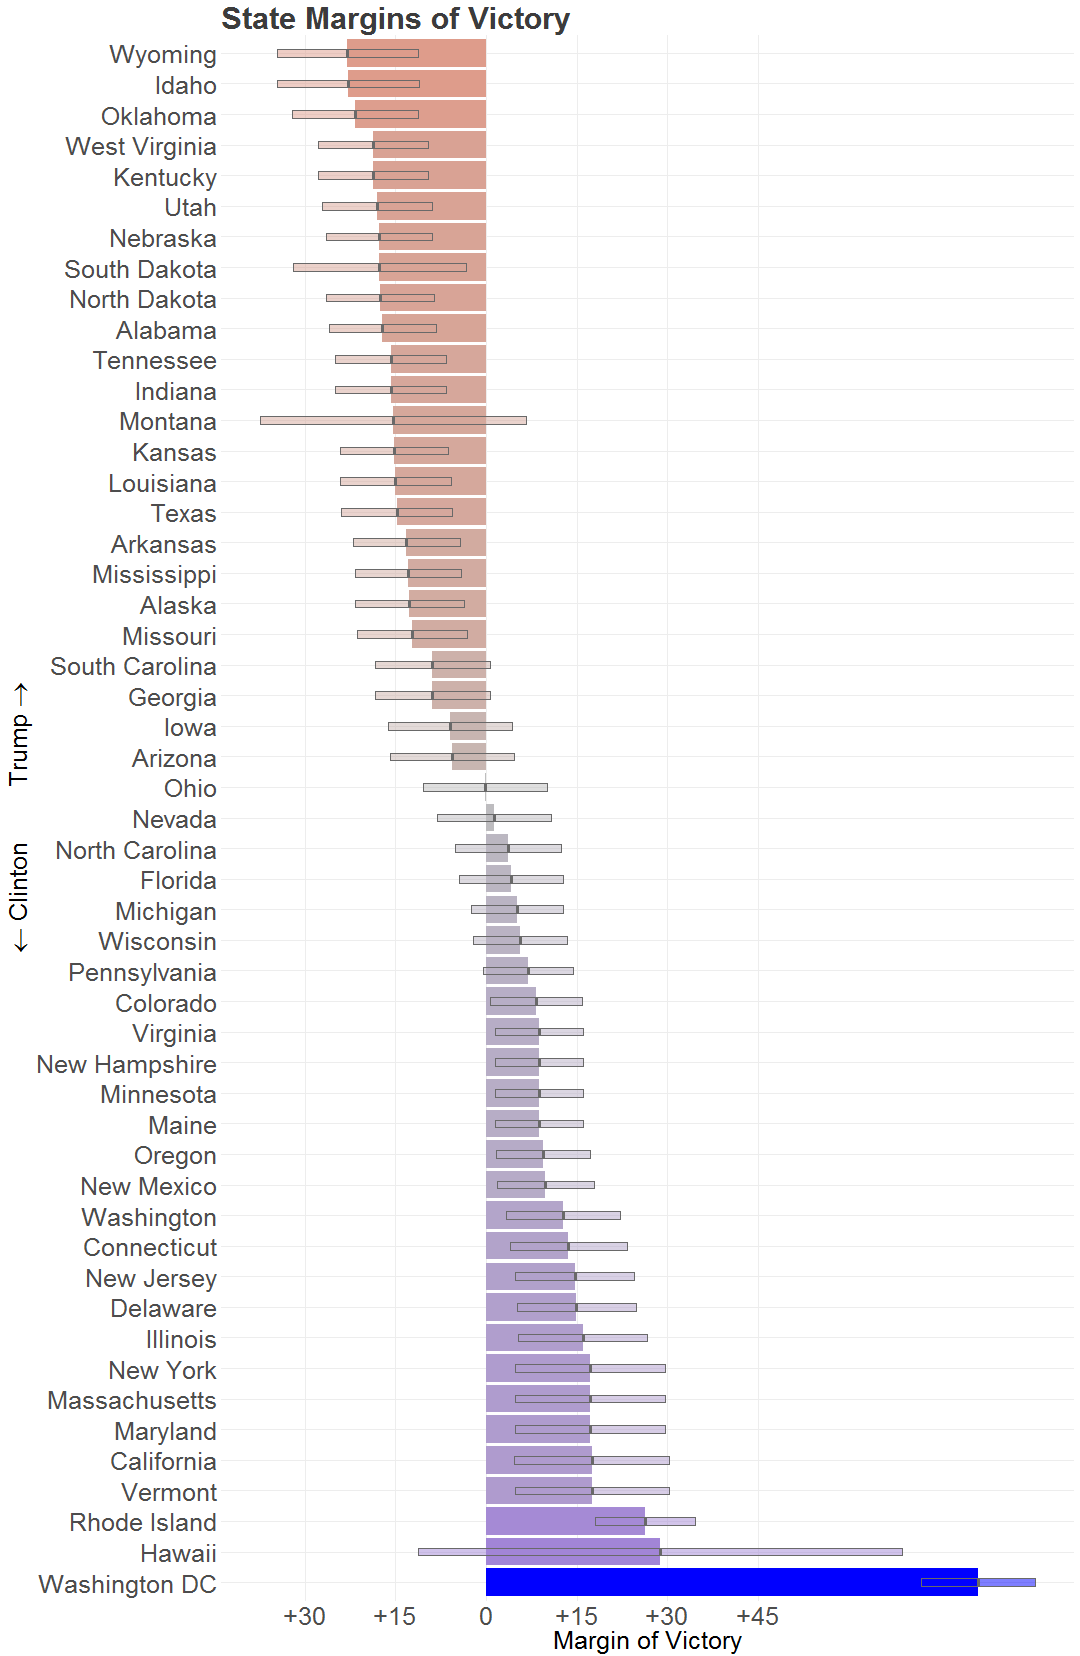 State Margins of Victory
Wyoming
Idaho
Oklahoma
West Virginia
Kentucky
Utah
Nebraska
South Dakota
North Dakota
Alabama
Tennessee
Indiana
Montana
Kansas
Louisiana
Texas
Arkansas
Mississippi
Alaska
Missouri
South Carolina
Georgia
Iowa
Arizona
Ohio
Nevada
North Carolina
Florida
Michigan
Wisconsin
Pennsylvania
Colorado
Virginia
New Hampshire
Minnesota
Maine
Oregon
New Mexico
Washington
Connecticut
New Jersey
Delaware
Illinois
New York
Massachusetts
Maryland
California
Vermont
Rhode Island
Hawaii
Washington DC
← Clinton Trump →
+30 +15 0 +15 +30 +45
Margin of Victory